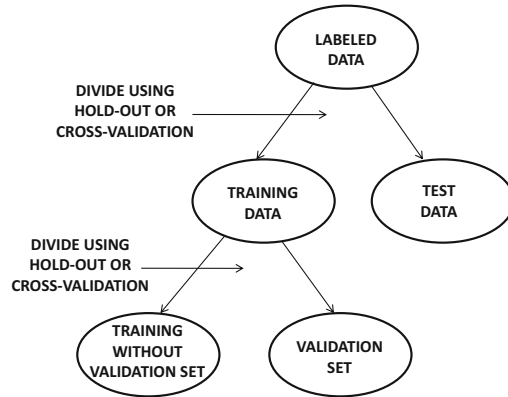 LABELED
DATA
DIVIDE USING
HOLD-OUT OR
CROSS-VALIDATION
TRAINING
DATA
TEST
DATA
DIVIDE USING
HOLD-OUT OR
CROSS-VALIDATION
TRAINING
WITHOUT
VALIDATION SET
VALIDATION
SET